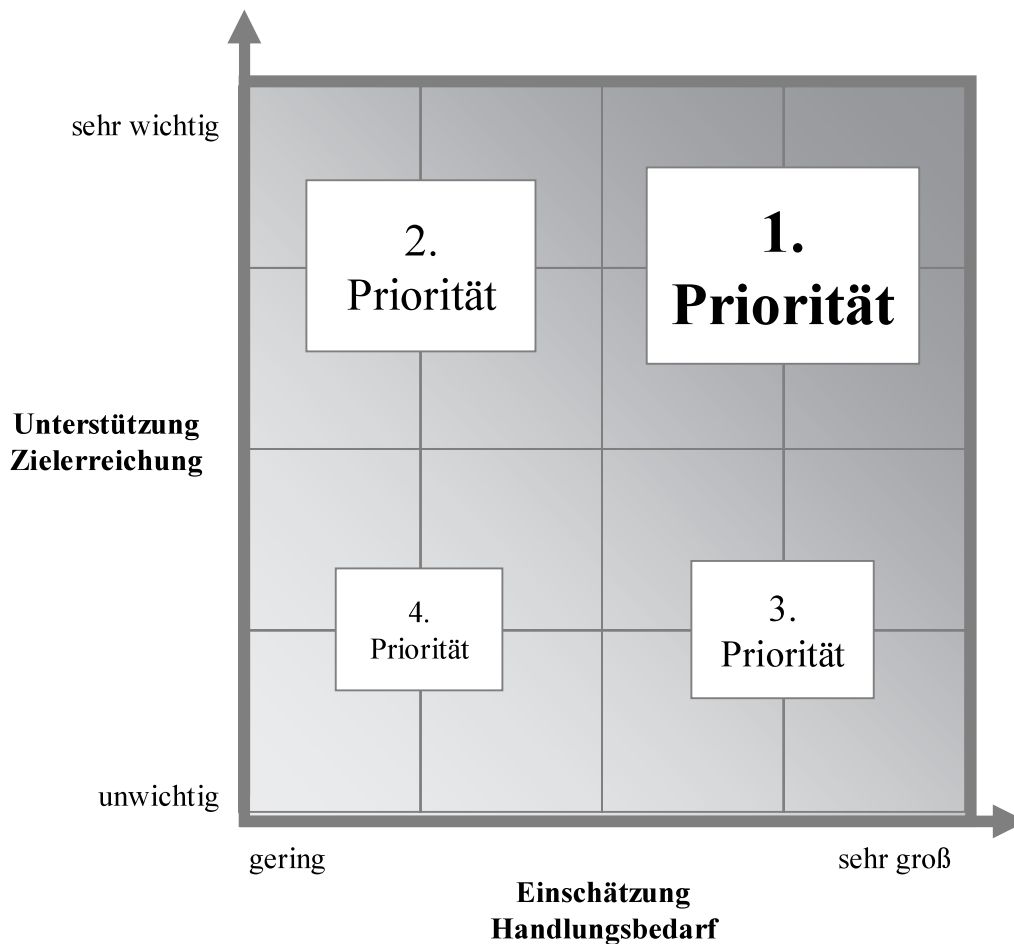 sehr wichtig
2.
Priorität
1.
Priorität
Unterstützung
Zielerreichung
4.
Priorität
3.
Priorität
unwichtig
gering
sehr groß
Einschätzung
Handlungsbedarf